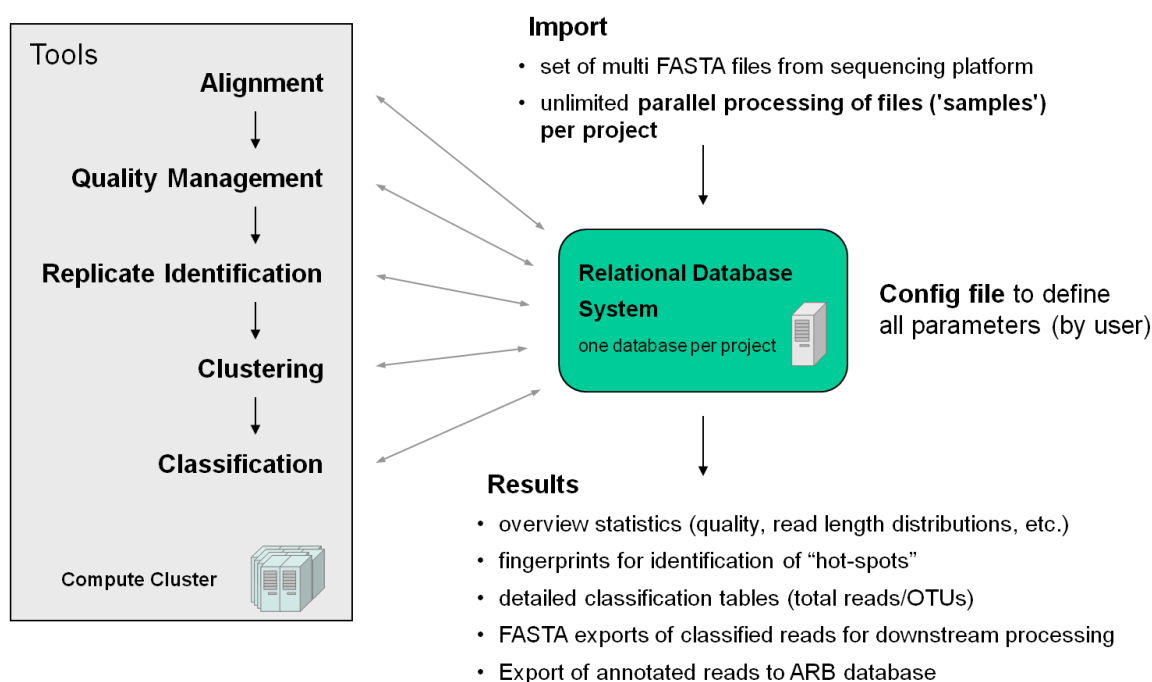 Tools
Alignment
Quality Management
Replicate Identification
Clustering
Classification
Compute Cluster
Import
• set of multi FASTA files from sequencing platform
• unlimited parallel processing of files ('samples')
per project
Relational Database
System
one database per project
Config file to define
all parameters (by user)
Results
• overview statistics (quality, read length distributions, etc.)
• fingerprints for identification of “hot-spots”
• detailed classification tables (total reads/OTUs)
• FASTA exports of classified reads for downstream processing
• Export of annotated reads to ARB database